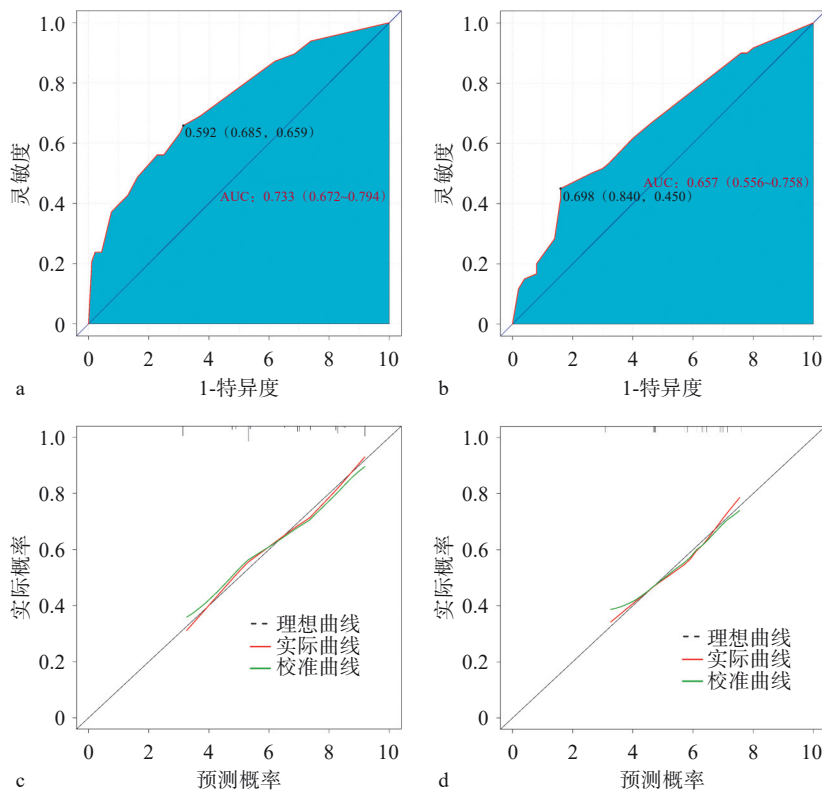 1.0
0.8
0.6
0.4
0.2
0
灵敏度
0.592（0.685，0.659）
AUC：0.733（0.672~0.794）
0 2 4 6 8 10
1-特异度
a
1.0
0.8
0.6
0.4
0.2
0
灵敏度
AUC：0.657（0.556~0.758）
0.698（0.840，0.450）
0 2 4 6 8 10
1-特异度
b
1.0
0.8
0.6
0.4
0.2
0
实际概率
理想曲线
实际曲线
校准曲线
0 2 4 6 8 10
预测概率
c
1.0
0.8
0.6
0.4
0.2
0
实际概率
理想曲线
实际曲线
校准曲线
0 2 4 6 8 10
预测概率
d